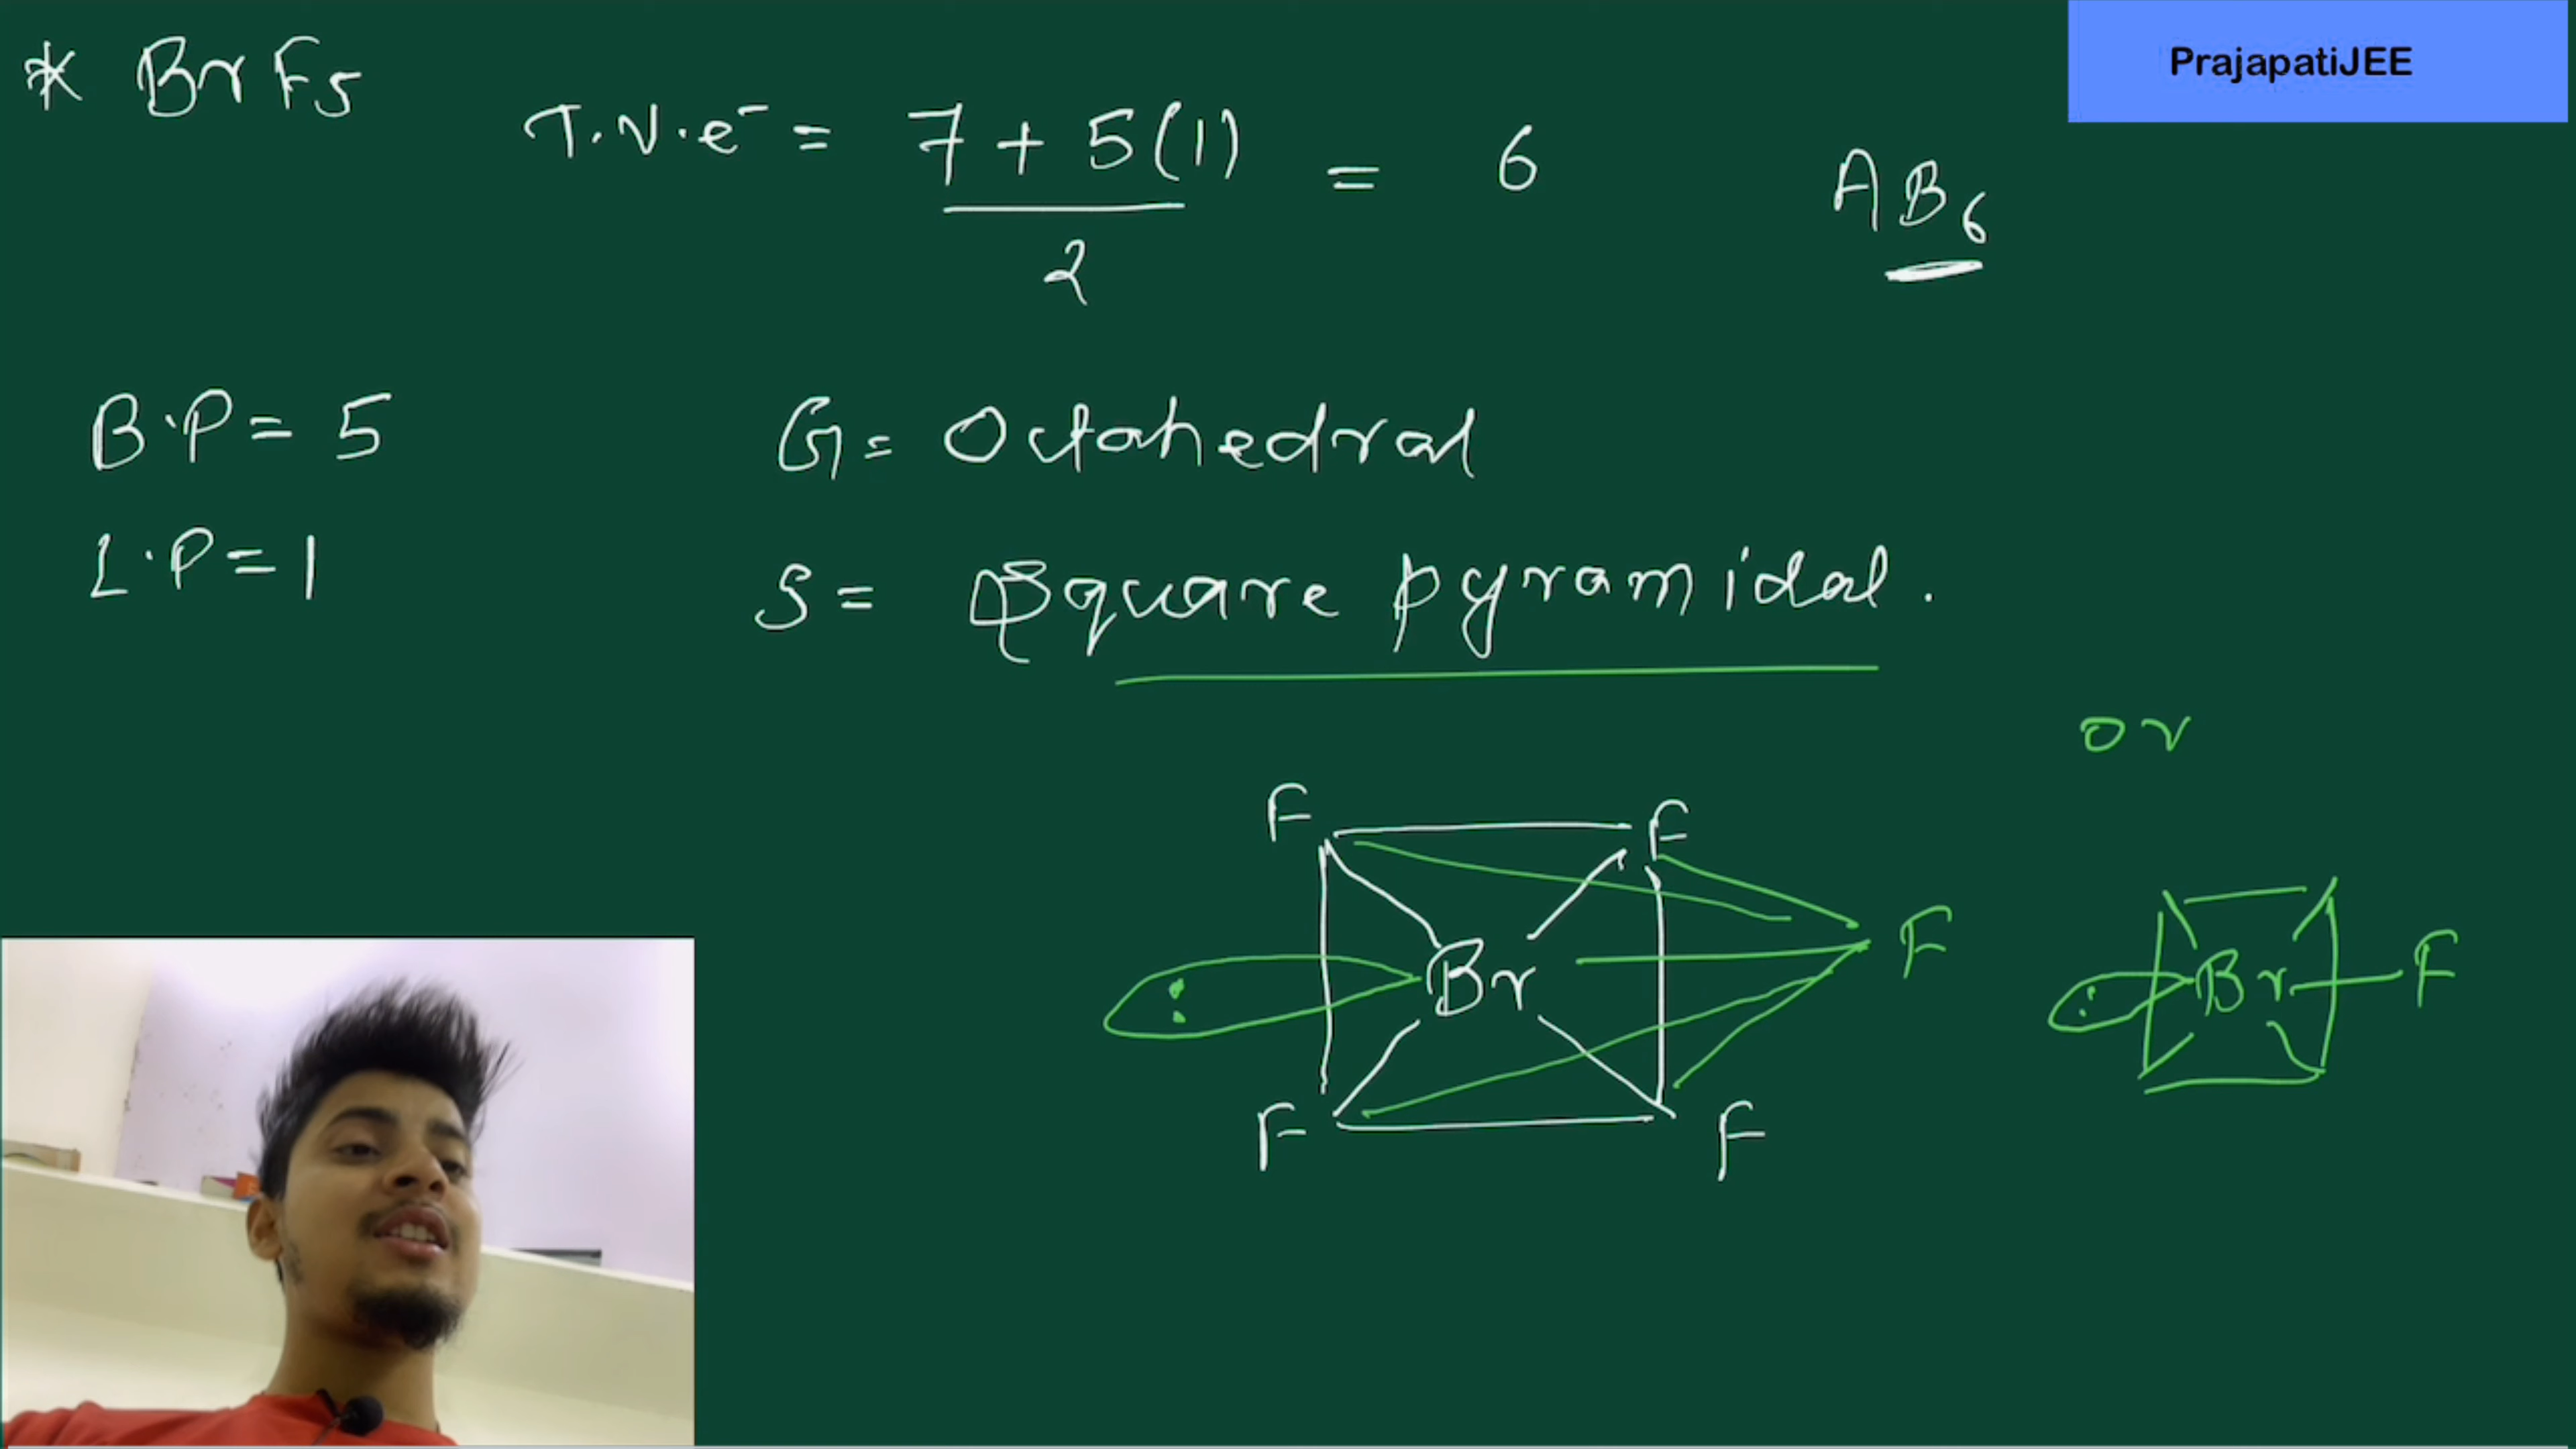 * BrF5
PrajapatiJEE
T.V.e- = 7 + 5(1) = 6
2
AB6
B.P = 5
G = Octahedral
L.P = 1
S = Square pyramidal.
or
F F
Br F
F F
Br F